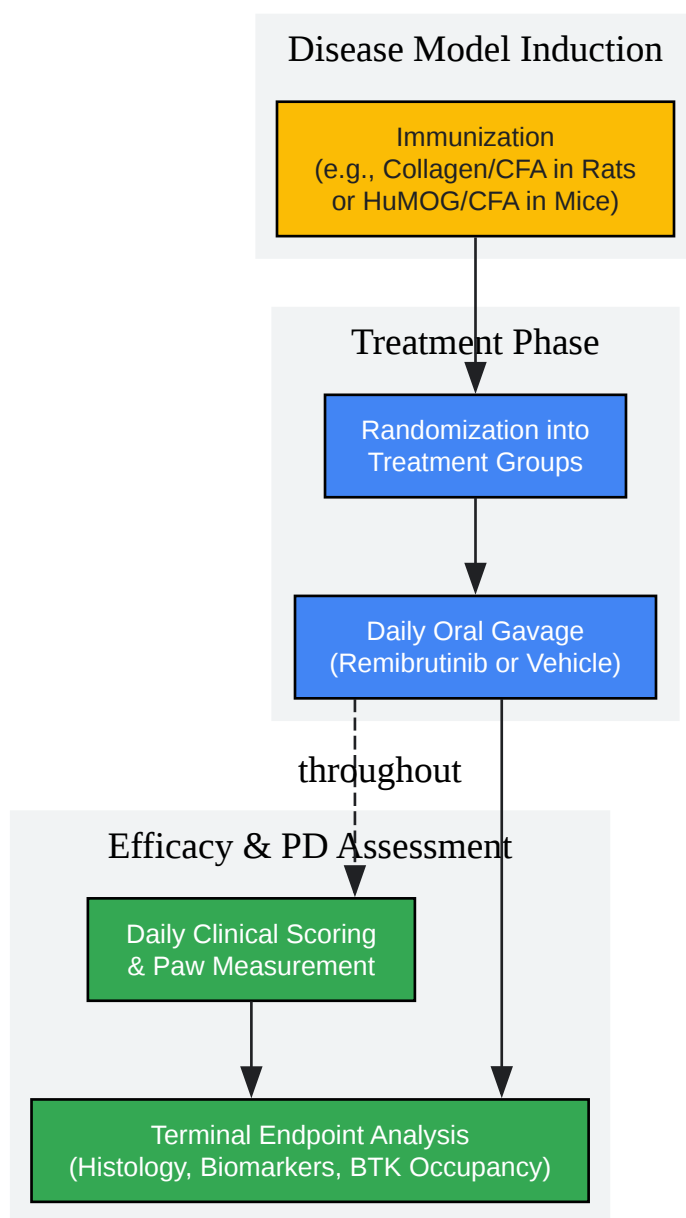 Disease Model Induction
Immunization
(e.g., Collagen/CFA in Rats
or HuMOG/CFA in Mice)
Treatment Phase
Randomization into
Treatment Groups
Daily Oral Gavage
(Remibrutinib or Vehicle)
throughout
Efficacy & PD Assessment
Daily Clinical Scoring
& Paw Measurement
Terminal Endpoint Analysis
(Histology, Biomarkers, BTK Occupancy)